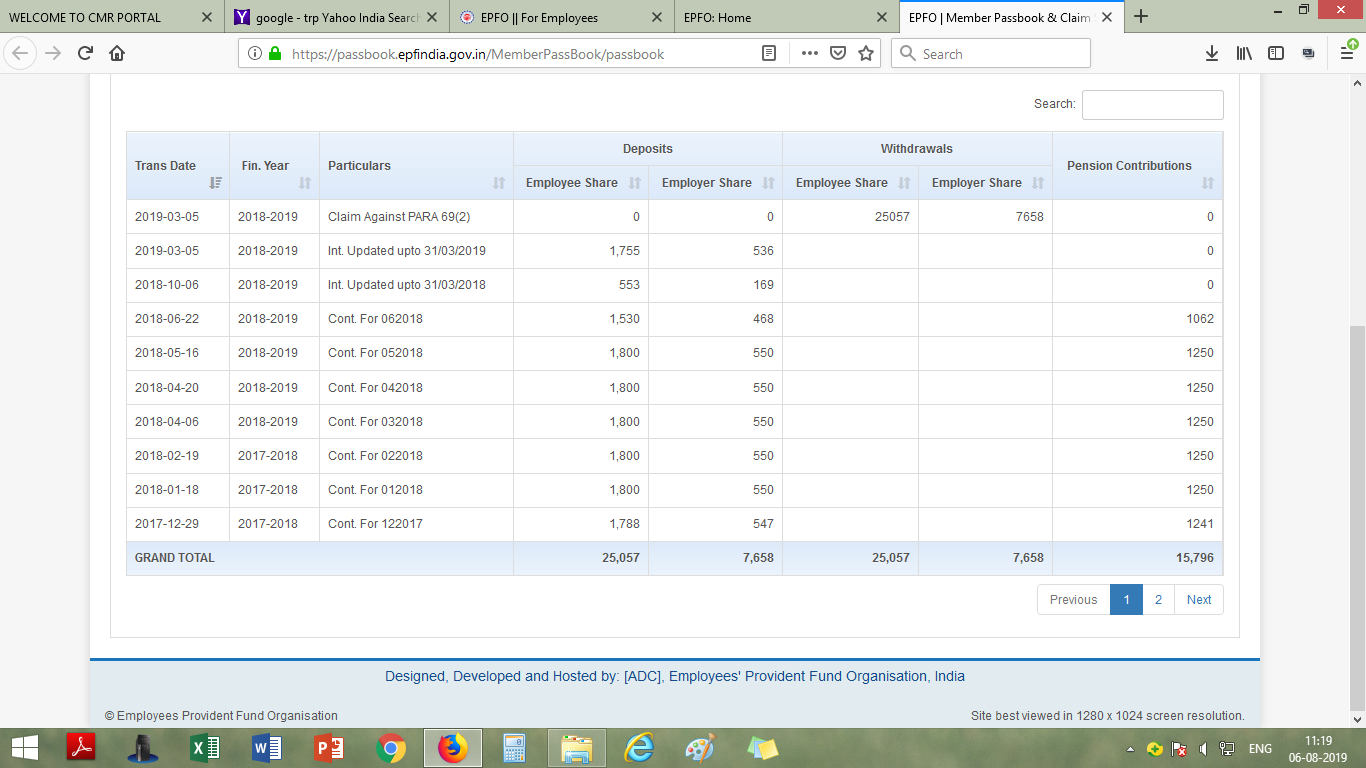 WELCOME TO CMR PORTAL
google - trp Yahoo India Search
EPFO || For Employees
EPFO: Home
EPFO | Member Passbook & Claim
https://passbook.epfindia.gov.in/MemberPassBook/passbook
Search
Search:
Trans Date Fin. Year Particulars Deposits Withdrawals Pension Contributions
Employee Share Employer Share Employee Share Employer Share
2019-03-05 2018-2019 Claim Against PARA 69(2) 0 0 25057 7658 0
2019-03-05 2018-2019 Int. Updated upto 31/03/2019 1,755 536 0
2018-10-06 2018-2019 Int. Updated upto 31/03/2018 553 169 0
2018-06-22 2018-2019 Cont. For 062018 1,530 468 1062
2018-05-16 2018-2019 Cont. For 052018 1,800 550 1250
2018-04-20 2018-2019 Cont. For 042018 1,800 550 1250
2018-04-06 2018-2019 Cont. For 032018 1,800 550 1250
2018-02-19 2017-2018 Cont. For 022018 1,800 550 1250
2018-01-18 2017-2018 Cont. For 012018 1,800 550 1250
2017-12-29 2017-2018 Cont. For 122017 1,788 547 1241
GRAND TOTAL 25,057 7,658 25,057 7,658 15,796
Previous 1 2 Next
Designed, Developed and Hosted by: [ADC], Employees' Provident Fund Organisation, India
© Employees Provident Fund Organisation
Site best viewed in 1280 x 1024 screen resolution.
ENG
11:19
06-08-2019